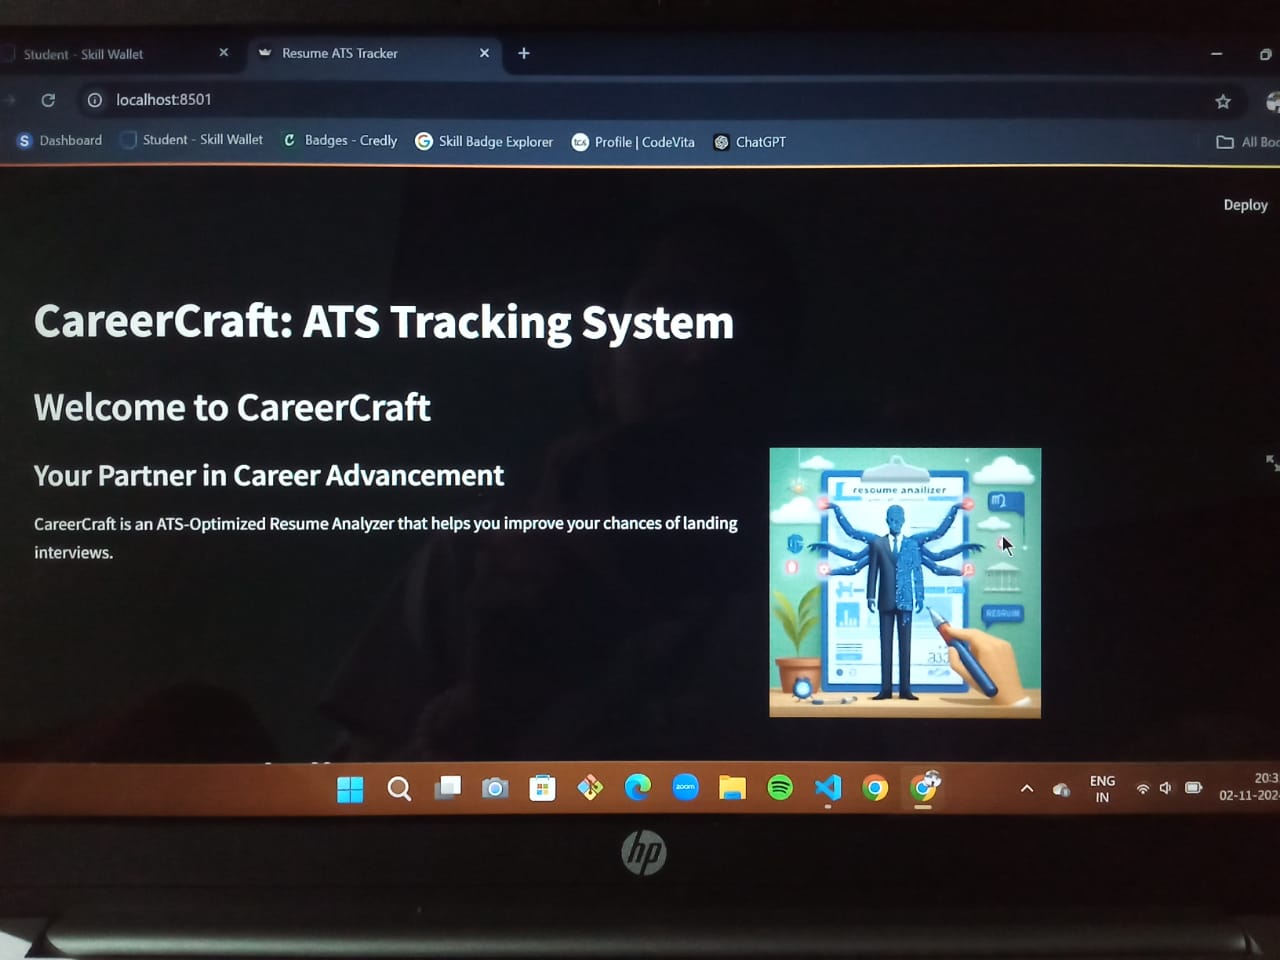 Student - Skill Wallet
Resume ATS Tracker
localhost:8501
Dashboard
Student - Skill Wallet
Badges - Credly
Skill Badge Explorer
tcs
Profile | CodeVita
ChatGPT
All Boo
Deploy
CareerCraft: ATS Tracking System
Welcome to CareerCraft
Your Partner in Career Advancement
CareerCraft is an ATS-Optimized Resume Analyzer that helps you improve your chances of landing
interviews.
resoume anailizer
zoom
ENG
IN
20:3
02-11-202
hp